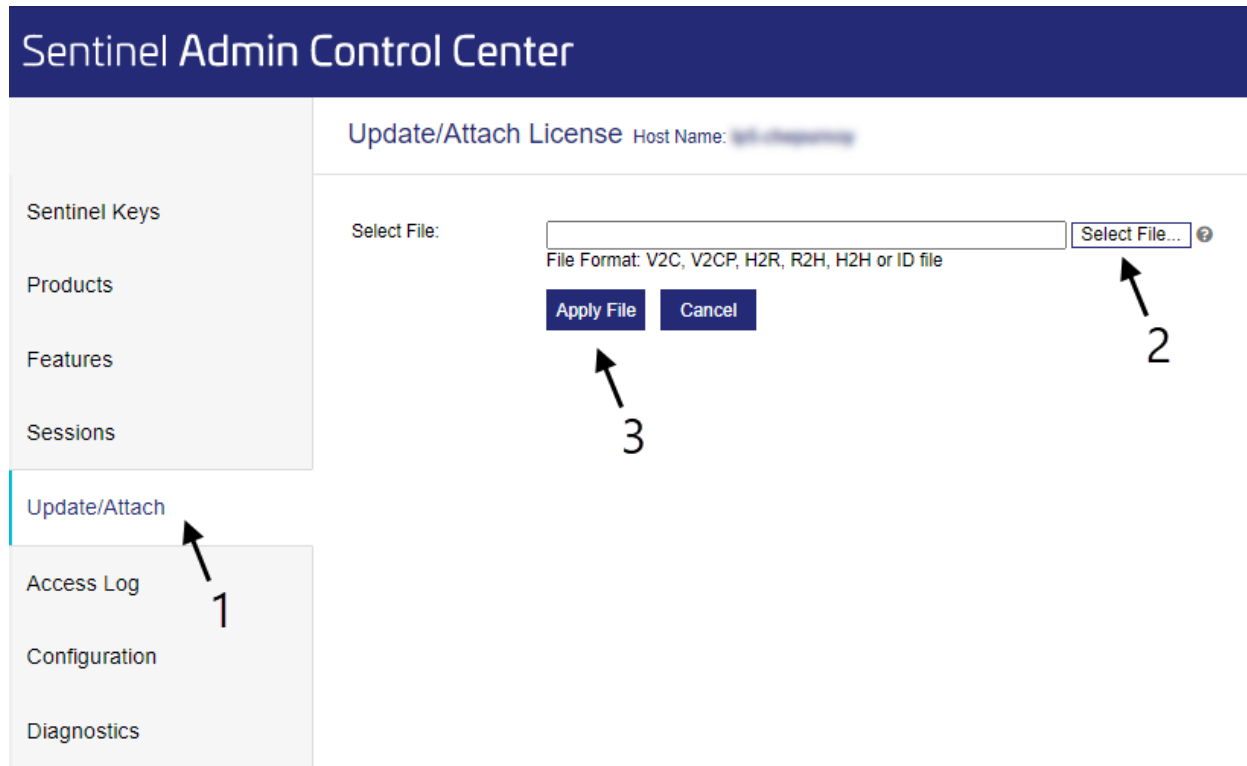 Sentinel Admin Control Center
Update/Attach License Host Name:
Sentinel Keys
Products
Features
Sessions
Update/Attach
Access Log
Configuration
Diagnostics
Select File:
Select File...
File Format: V2C, V2CP, H2R, R2H, H2H or ID file
Apply File Cancel
1
2
3